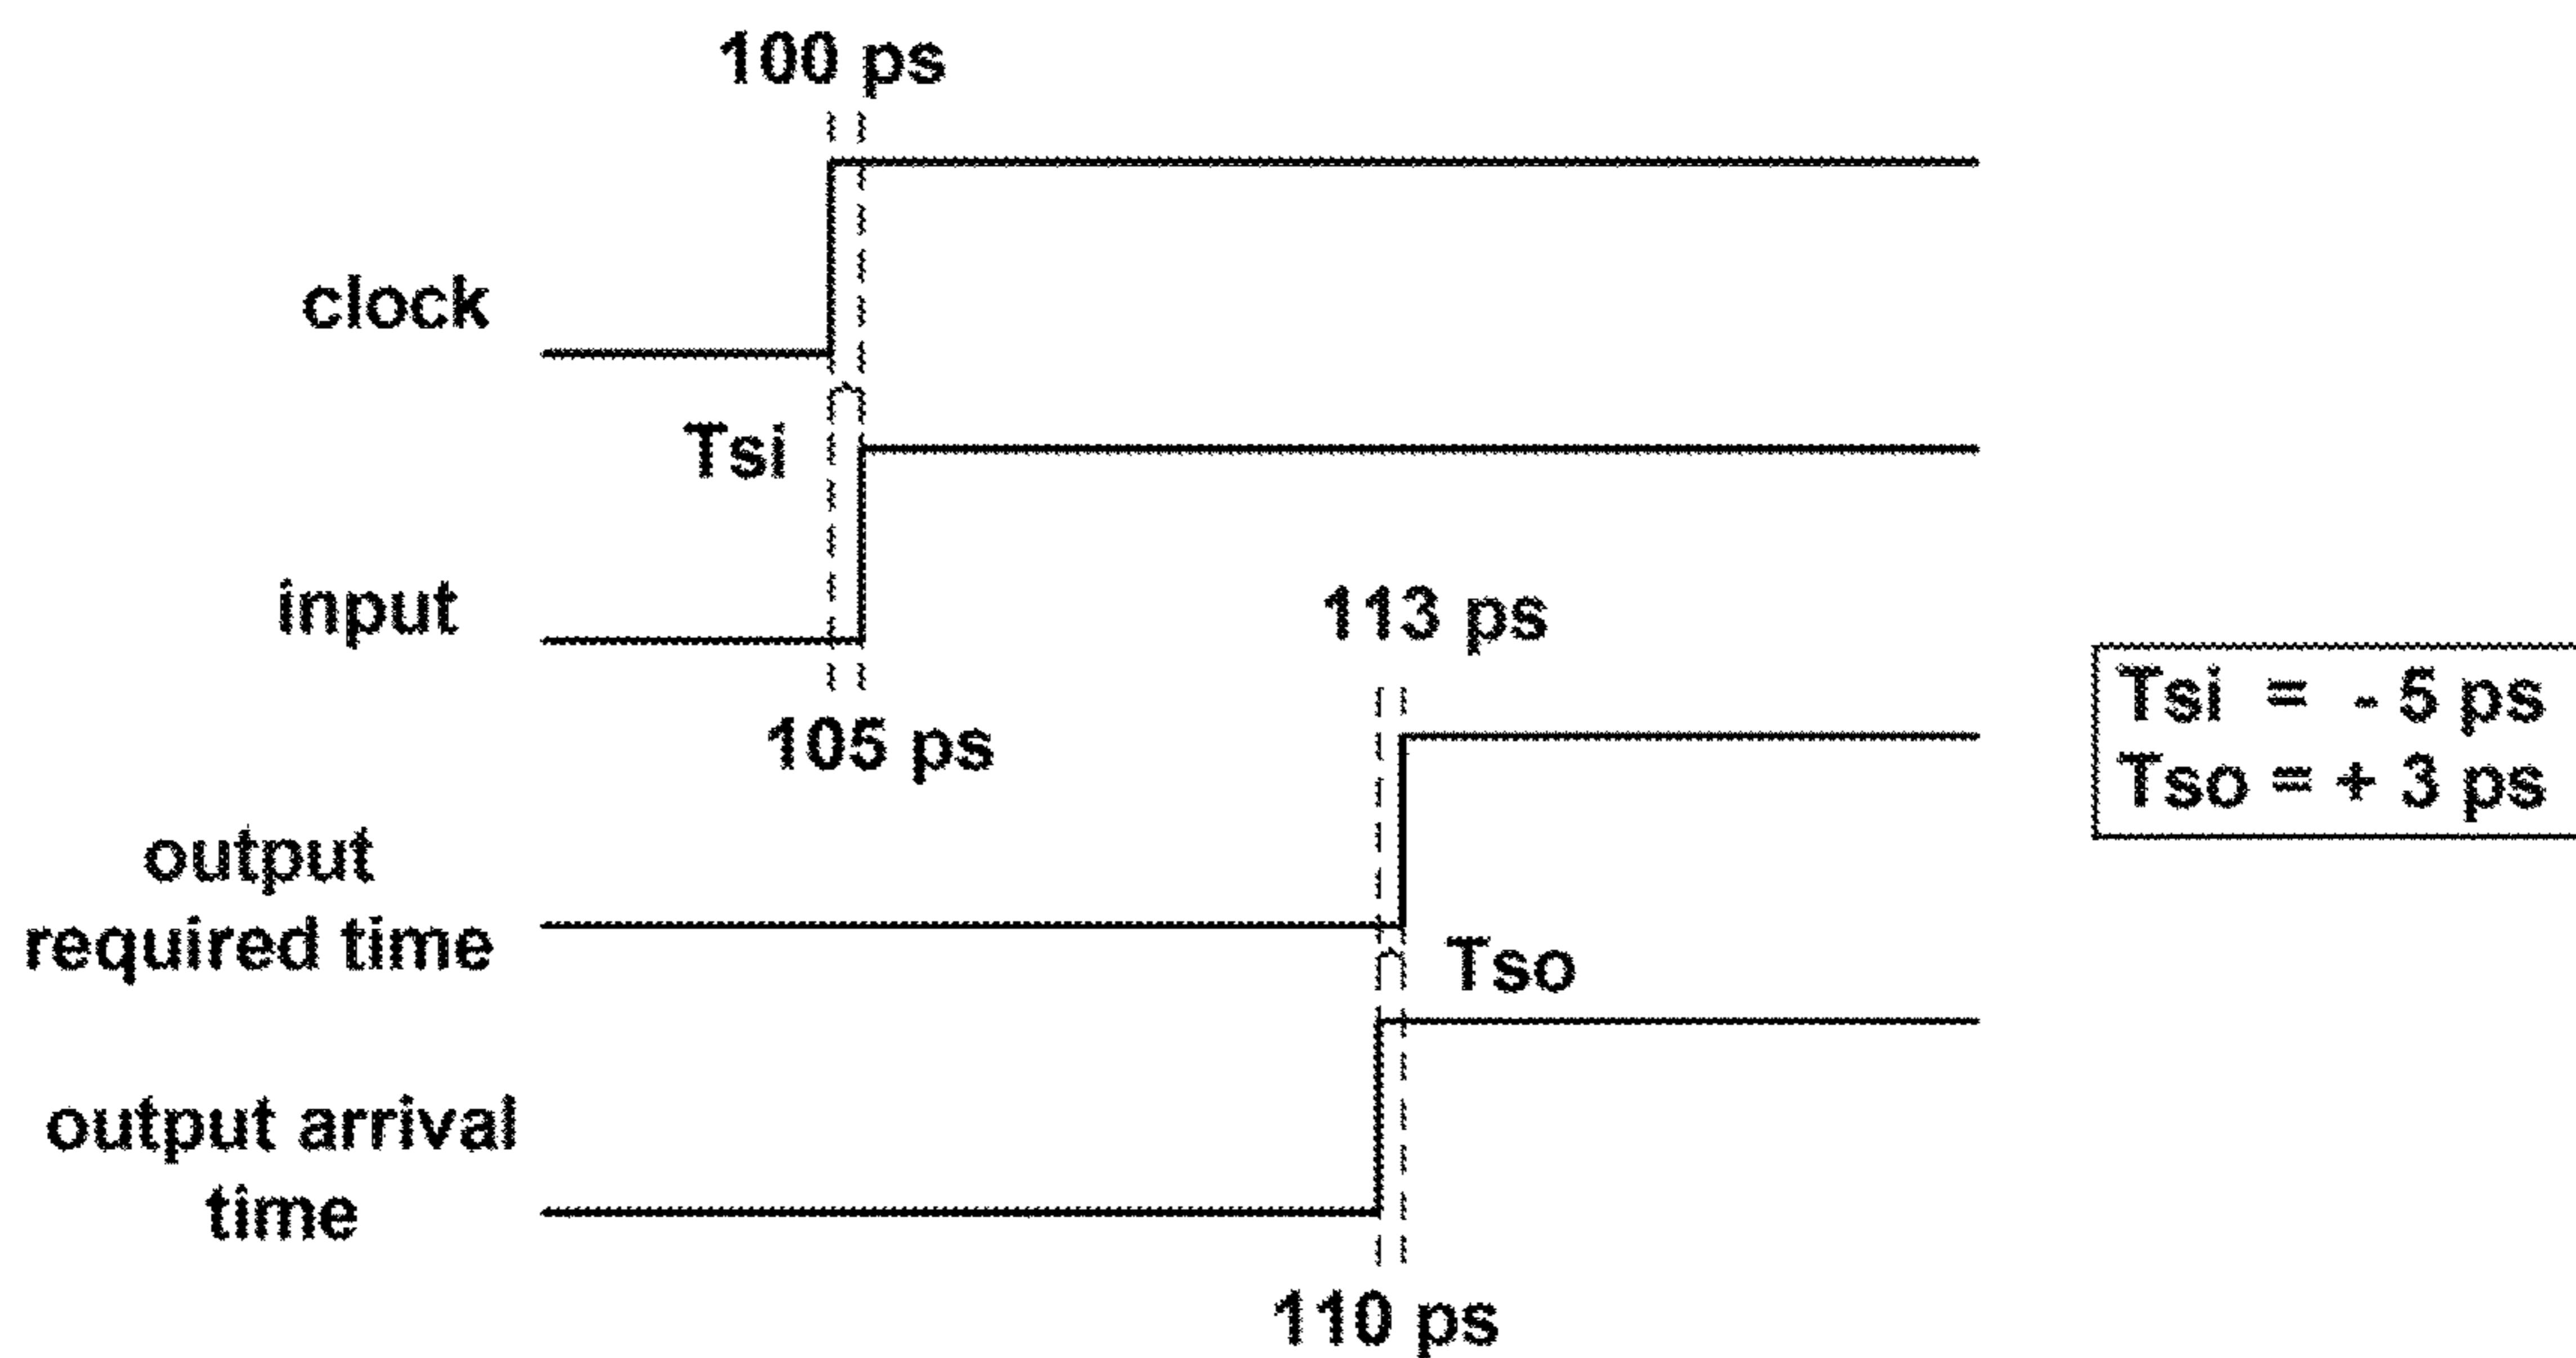 100 ps
clock
Tsi
input
113 ps
105 ps
Tsi = - 5 ps
Tso = + 3 ps
output
required time
Tso
output arrival
time
110 ps